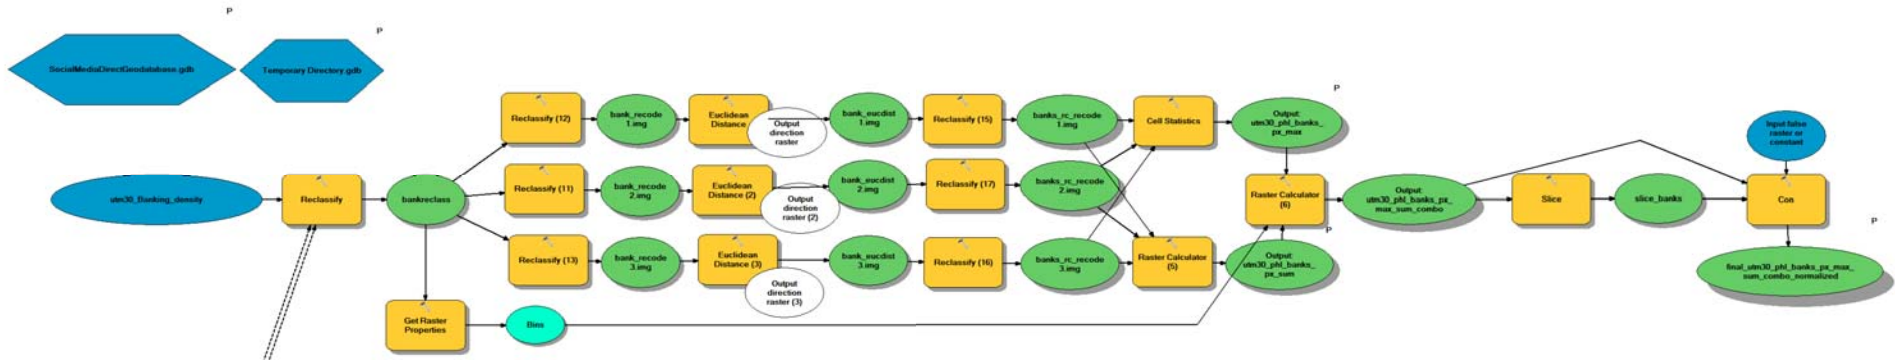 P
P
SocialMediaDirectGeodatabase.gdb
Temporary Directory.gdb
utm30_Banking_density
Reclassify
bankreclass
Get Raster
Properties
Bins
Reclassify (12)
bank_recode
1.img
Euclidean
Distance
Output
direction
raster
bank_eucdist
1.img
Reclassify (15)
banks_rc_recode
1.img
Cell Statistics
P
Output:
utm30_phl_banks_
px_max
Reclassify (11)
bank_recode
2.img
Euclidean
Distance (2)
Output
direction
raster (2)
bank_eucdist
2.img
Reclassify (17)
banks_rc_recode
2.img
Reclassify (13)
bank_recode
3.img
Euclidean
Distance (3)
Output
direction
raster (3)
bank_eucdist
3.img
Reclassify (16)
banks_rc_recode
3.img
Raster Calculator
(5)
P
Output:
utm30_phl_banks_
px_sum
Raster Calculator
(6)
Output:
utm30_phl_banks_px_
max_sum_combo
Slice
slice_banks
Input false
raster or
constant
Con
P
final_utm30_phl_banks_px_max_
sum_combo_normalized